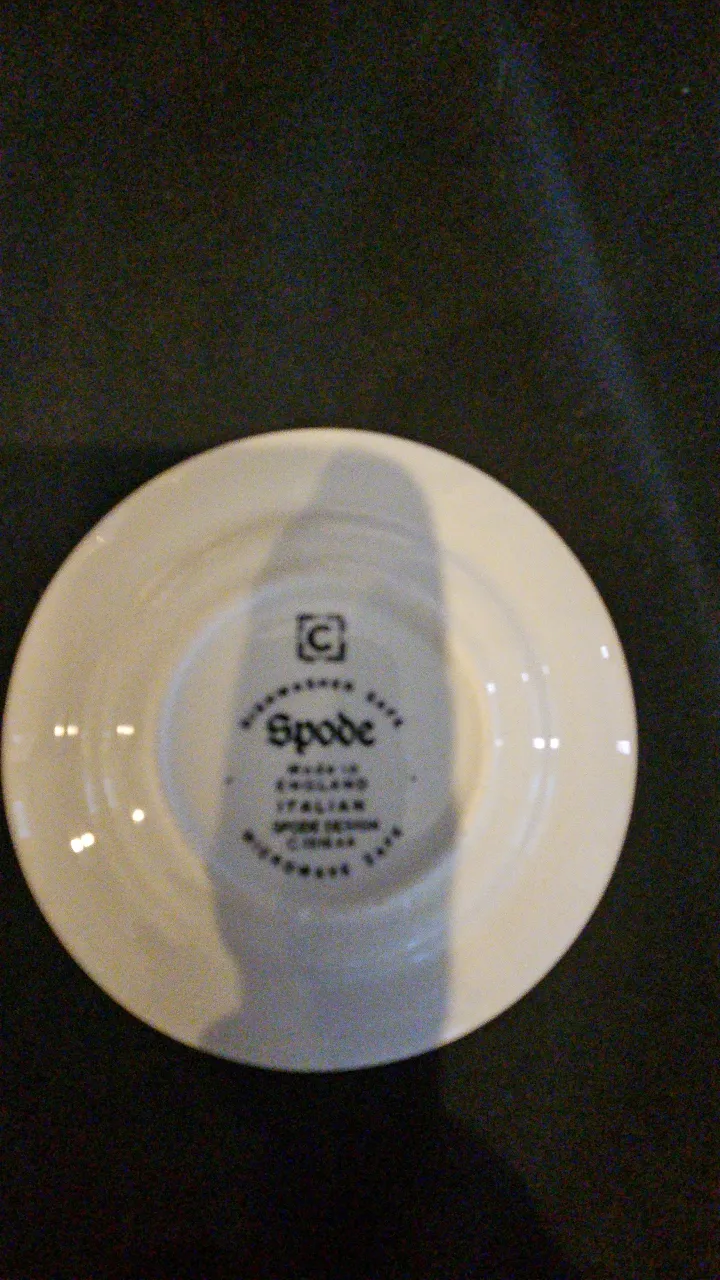 C
DISHWASHER SAFE
Spode
MADE IN
ENGLAND
ITALIAN
SPODE DESIGN
MICROWAVE SAFE